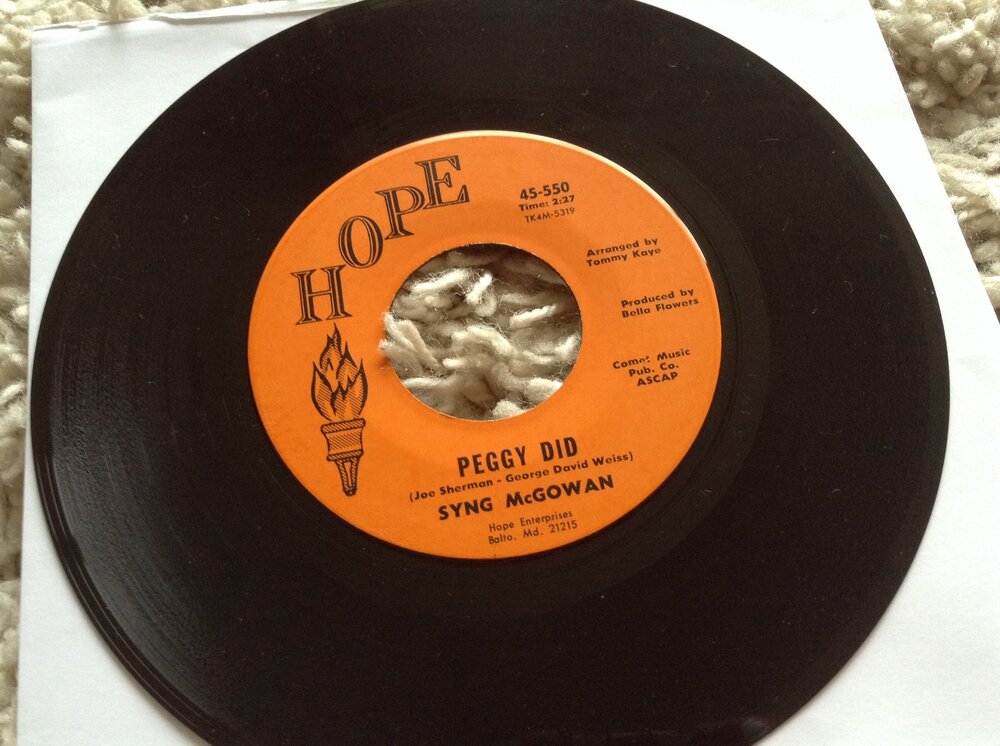 HOPE
45-550
Time: 2:27
TK4M-5319
Arranged by
Tommy Kaye
Produced by
Bella Flowers
Comet Music
Pub. Co.
ASCAP
PEGGY DID
(Joe Sherman - George David Weiss)
SYNG McGOWAN
Hope Enterprises
Balto. Md. 21215